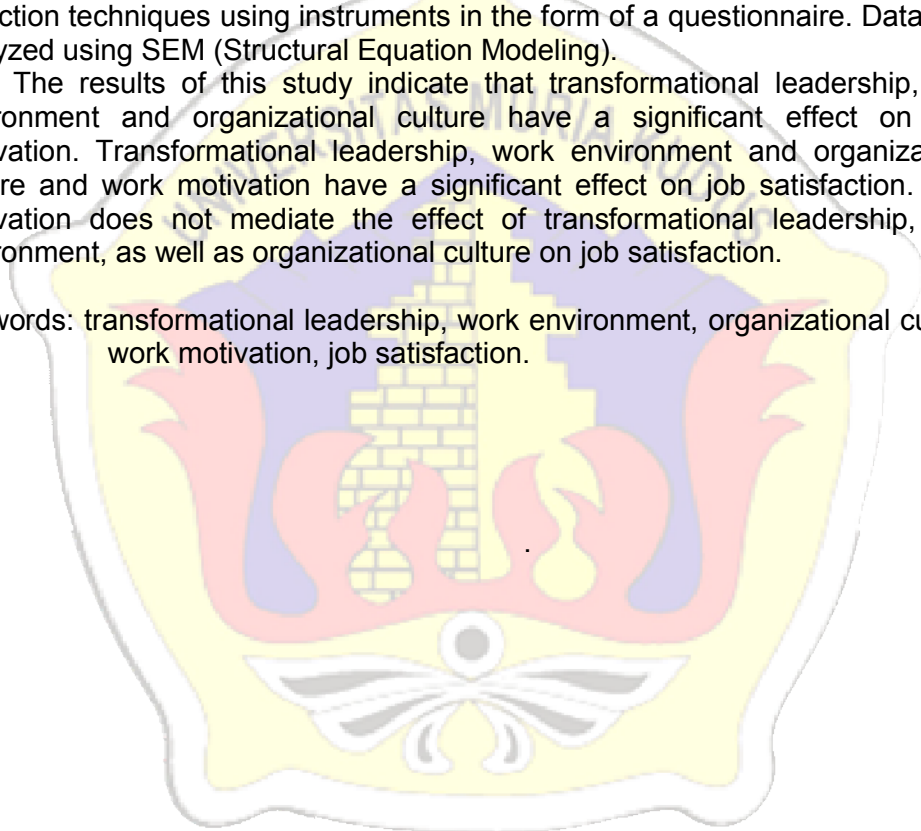 ction techniques using instruments in the form of a questionnaire. Data
yzed using SEM (Structural Equation Modeling).
The results of this study indicate that transformational leadership,
ronment and organizational culture have a significant effect on
vation. Transformational leadership, work environment and organiza
re and work motivation have a significant effect on job satisfaction.
vation does not mediate the effect of transformational leadership,
ronment, as well as organizational culture on job satisfaction.
words: transformational leadership, work environment, organizational cu
work motivation, job satisfaction.
.
UNIVERSITAS MURIA KUDUS